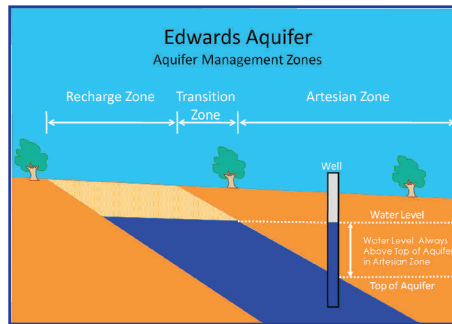 Edwards Aquifer
Aquifer Management Zones
Recharge Zone
Transition
Zone
Artesian Zone
Well
Water Level
Water Level Always
Above Top of Aquifer
in Artesian Zone
Top of Aquifer